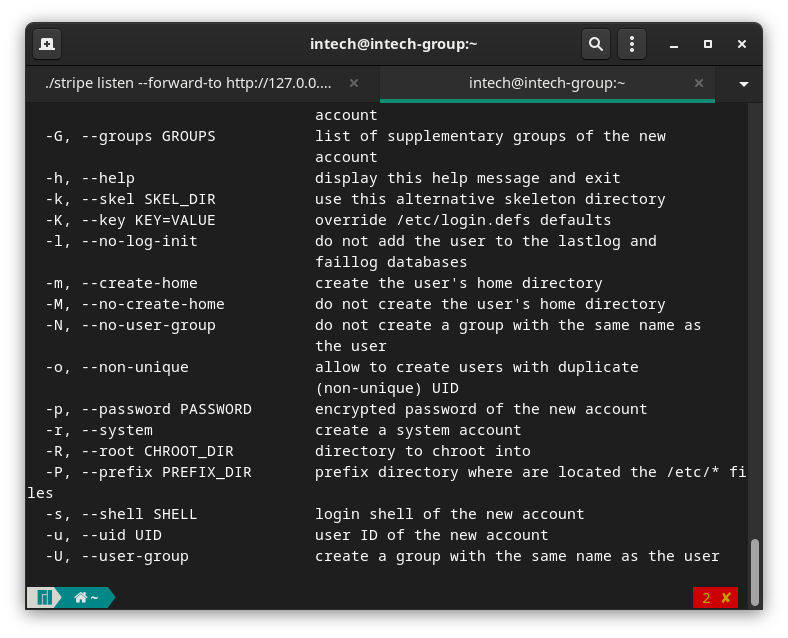 intech@intech-group:~
./stripe listen --forward-to http://127.0.0....
intech@intech-group:~
account
-G, --groups GROUPS list of supplementary groups of the new
account
-h, --help display this help message and exit
-k, --skel SKEL_DIR use this alternative skeleton directory
-K, --key KEY=VALUE override /etc/login.defs defaults
-l, --no-log-init do not add the user to the lastlog and
faillog databases
-m, --create-home create the user's home directory
-M, --no-create-home do not create the user's home directory
-N, --no-user-group do not create a group with the same name as
the user
-o, --non-unique allow to create users with duplicate
(non-unique) UID
-p, --password PASSWORD encrypted password of the new account
-r, --system create a system account
-R, --root CHROOT_DIR directory to chroot into
-P, --prefix PREFIX_DIR prefix directory where are located the /etc/* fi
les
-s, --shell SHELL login shell of the new account
-u, --uid UID user ID of the new account
-U, --user-group create a group with the same name as the user
~ 2 ✘